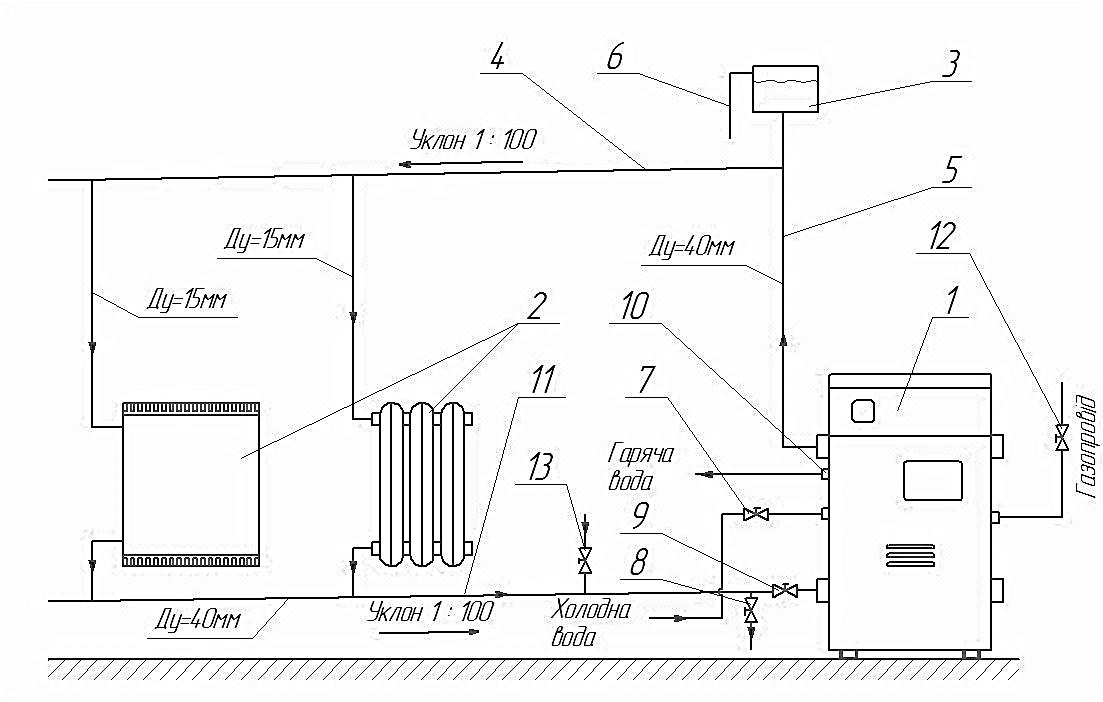 4
6
3
Уклон 1 : 100
5
12
Ду=15мм
Ду=40мм
Ду=15мм
2
10
1
11
7
Газопровід
13
Гаряча
вода
9
8
Ду=40мм
Уклон 1 : 100
Холодна
вода